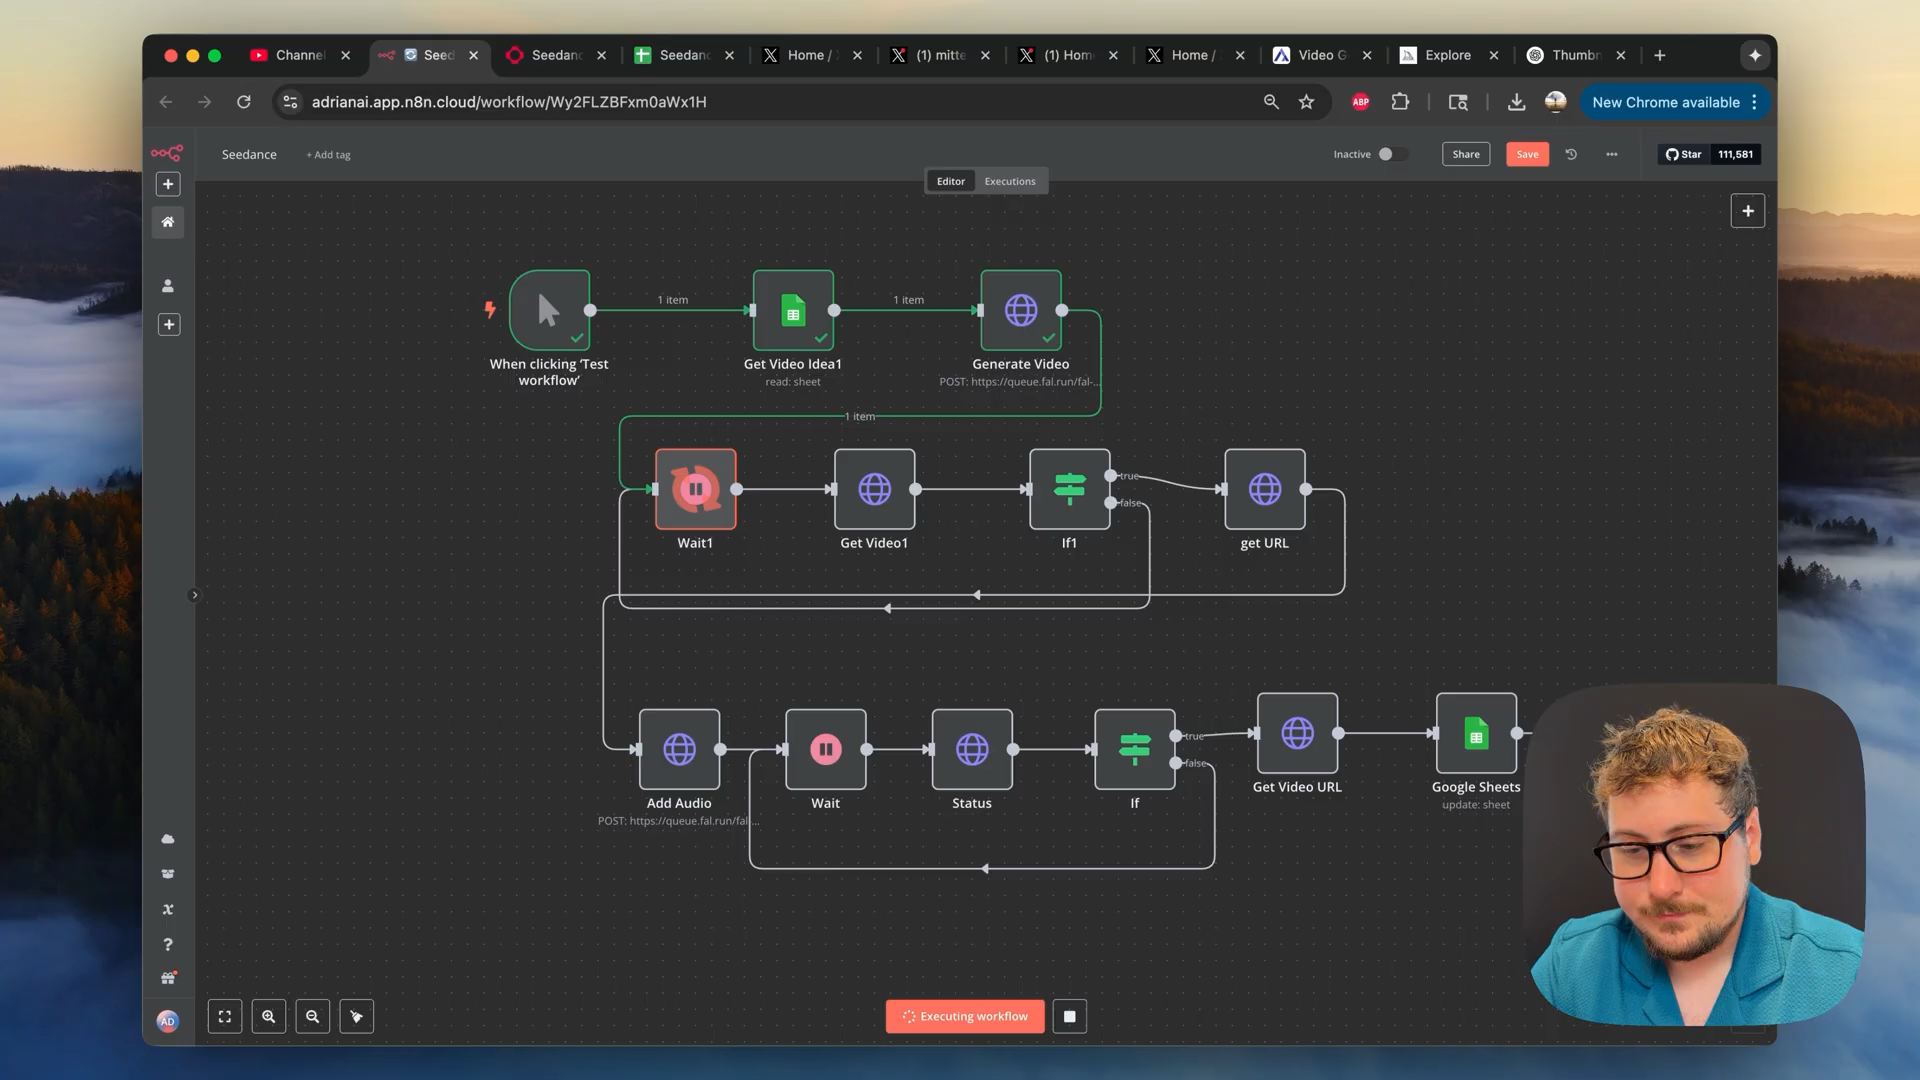 Channel
Seed
Seedanc
Seedanc
Home /
(1) mitte
(1) Home
Home /
Video G
Explore
Thumbn
adrianai.app.n8n.cloud/workflow/Wy2FLZBFxm0aWx1H
ABP
New Chrome available
Seedance
+ Add tag
Inactive
Share
Save
Star
111,581
Editor
Executions
1 item
1 item
When clicking ‘Test
workflow’
Get Video Idea1
read: sheet
Generate Video
POST: https://queue.fal.run/fal-...
1 item
true
false
Wait1
Get Video1
If1
get URL
true
false
Add Audio
POST: https://queue.fal.run/fal...
Wait
Status
If
Get Video URL
Google Sheets
update: sheet
AD
Executing workflow